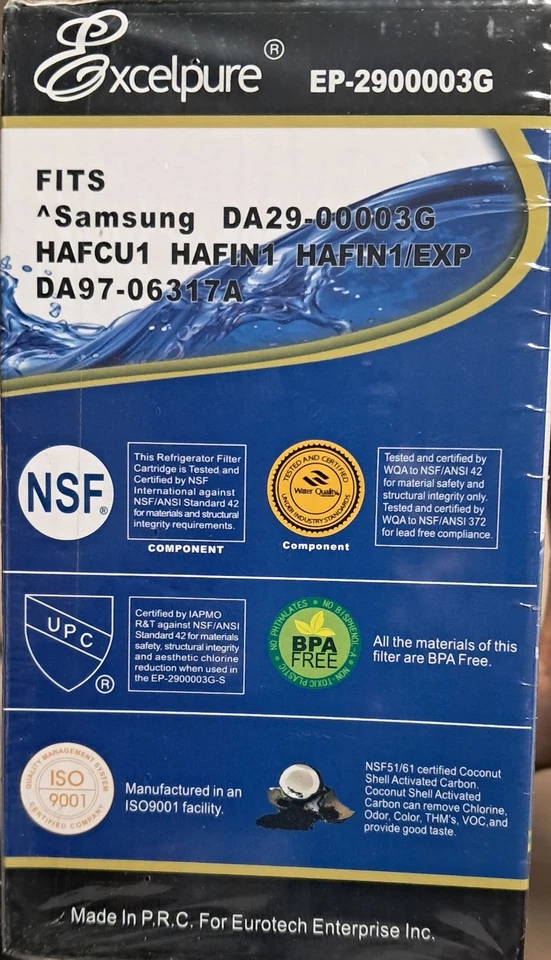 Excelpure® EP-2900003G
FITS
^Samsung DA29-00003G
HAFCU1 HAFIN1 HAFIN1/EXP
DA97-06317A
NSF®
This Refrigerator Filter
Cartridge is Tested and
Certified by NSF
International against
NSF/ANSI Standard 42
for materials and structural
integrity requirements.
COMPONENT
TESTED AND CERTIFIED
Water Quality
UNDER INDUSTRY STANDARDS
Component
Tested and certified by
WQA to NSF/ANSI 42
for material safety and
structural integrity only.
Tested and certified by
WQA to NSF/ANSI 372
for lead free compliance.
UPC®
Certified by IAPMO
R&T against NSF/ANSI
Standard 42 for materials
safety, structural integrity
and aesthetic chlorine
reduction when used in
the EP-2900003G-S
NO PHTHALATES • NO BISPHENOL-A • NON-TOXIC PLASTIC
BPA
FREE
All the materials of this
filter are BPA Free.
QUALITY MANAGEMENT SYSTEM
ISO
9001
CERTIFIED COMPANY
Manufactured in an
ISO9001 facility.
NSF51/61 certified Coconut
Shell Activated Carbon.
Coconut Shell Activated
Carbon can remove Chlorine,
Odor, Color, THM's, VOC,and
provide good taste.
Made In P.R.C. For Eurotech Enterprise Inc.